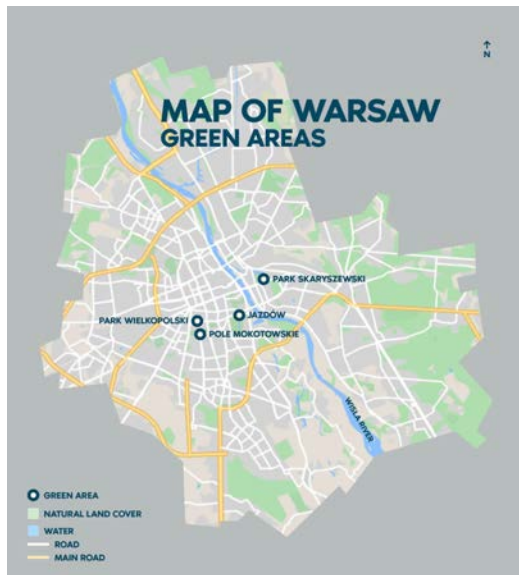 N
MAP OF WARSAW
GREEN AREAS
PARK SKARYSZEWSKI
JAZDÓW
PARK WIELKOPOLSKI
POLE MOKOTOWSKIE
WISLA RIVER
GREEN AREA
NATURAL LAND COVER
WATER
ROAD
MAIN ROAD